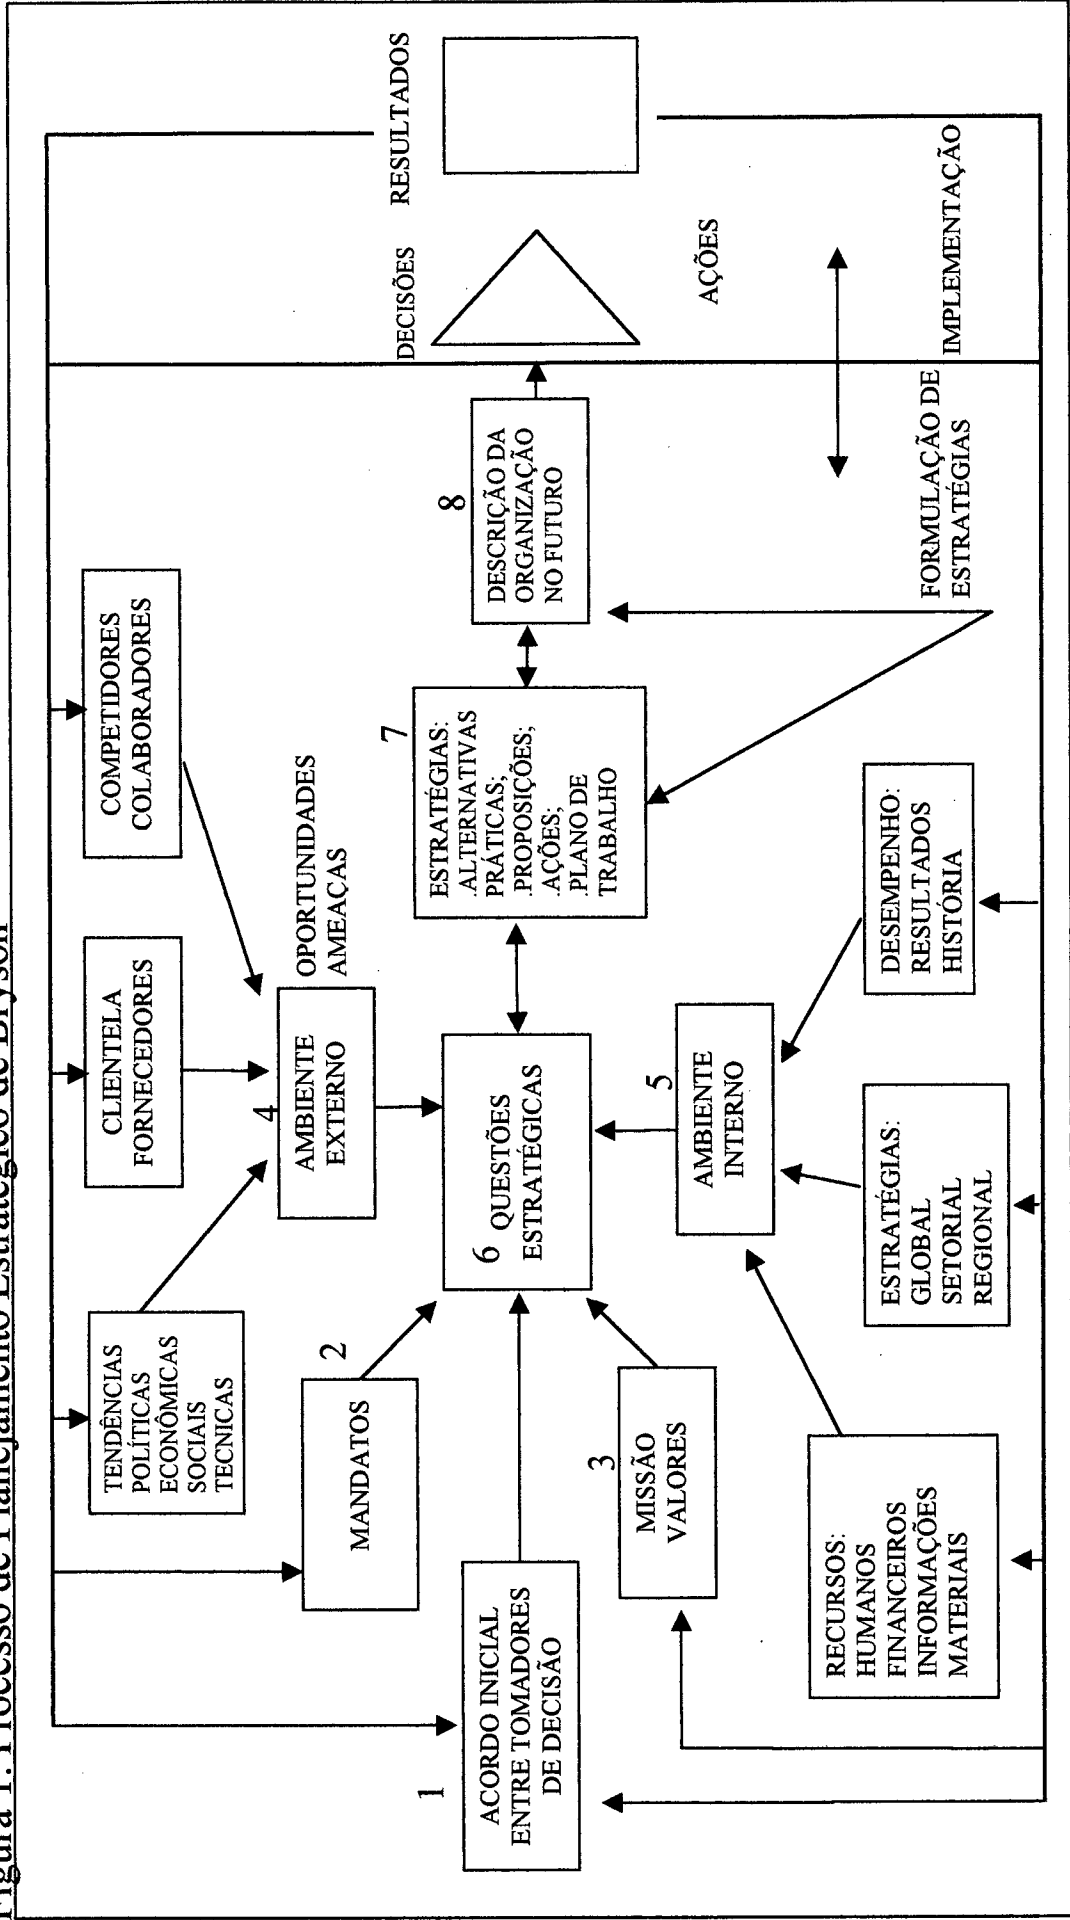 Figura 1: Processo de Planejamento Estratégico de Bryson
TENDÊNCIAS
POLÍTICAS
ECONÔMICAS
SOCIAIS
TECNICAS
CLIENTELA
FORNECEDORES
COMPETIDORES
COLABORADORES
RESULTADOS
MANDATOS
2
4
AMBIENTE
EXTERNO
OPORTUNIDADES
AMEAÇAS
DECISÕES
1
ACORDO INICIAL
ENTRE TOMADORES
DE DECISÃO
6 QUESTÕES
ESTRATÉGICAS
7
ESTRATÉGIAS:
.ALTERNATIVAS
PRÁTICAS;
.PROPOSIÇÕES;
.AÇÕES;
.PLANO DE
TRABALHO
8
DESCRIÇÃO DA
ORGANIZAÇÃO
NO FUTURO
AÇÕES
3
MISSÃO
VALORES
5
AMBIENTE
INTERNO
RECURSOS:
HUMANOS
FINANCEIROS
INFORMAÇÕES
MATERIAIS
ESTRATÉGIAS:
GLOBAL
SETORIAL
REGIONAL
DESEMPENHO:
RESULTADOS
HISTÓRIA
FORMULAÇÃO DE
ESTRATÉGIAS
IMPLEMENTAÇÃO